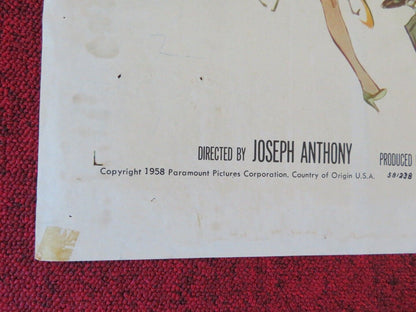 DIRECTED BY JOSEPH ANTHONY PRODUCED
Copyright 1958 Paramount Pictures Corporation. Country of Origin U.S.A. 58/238